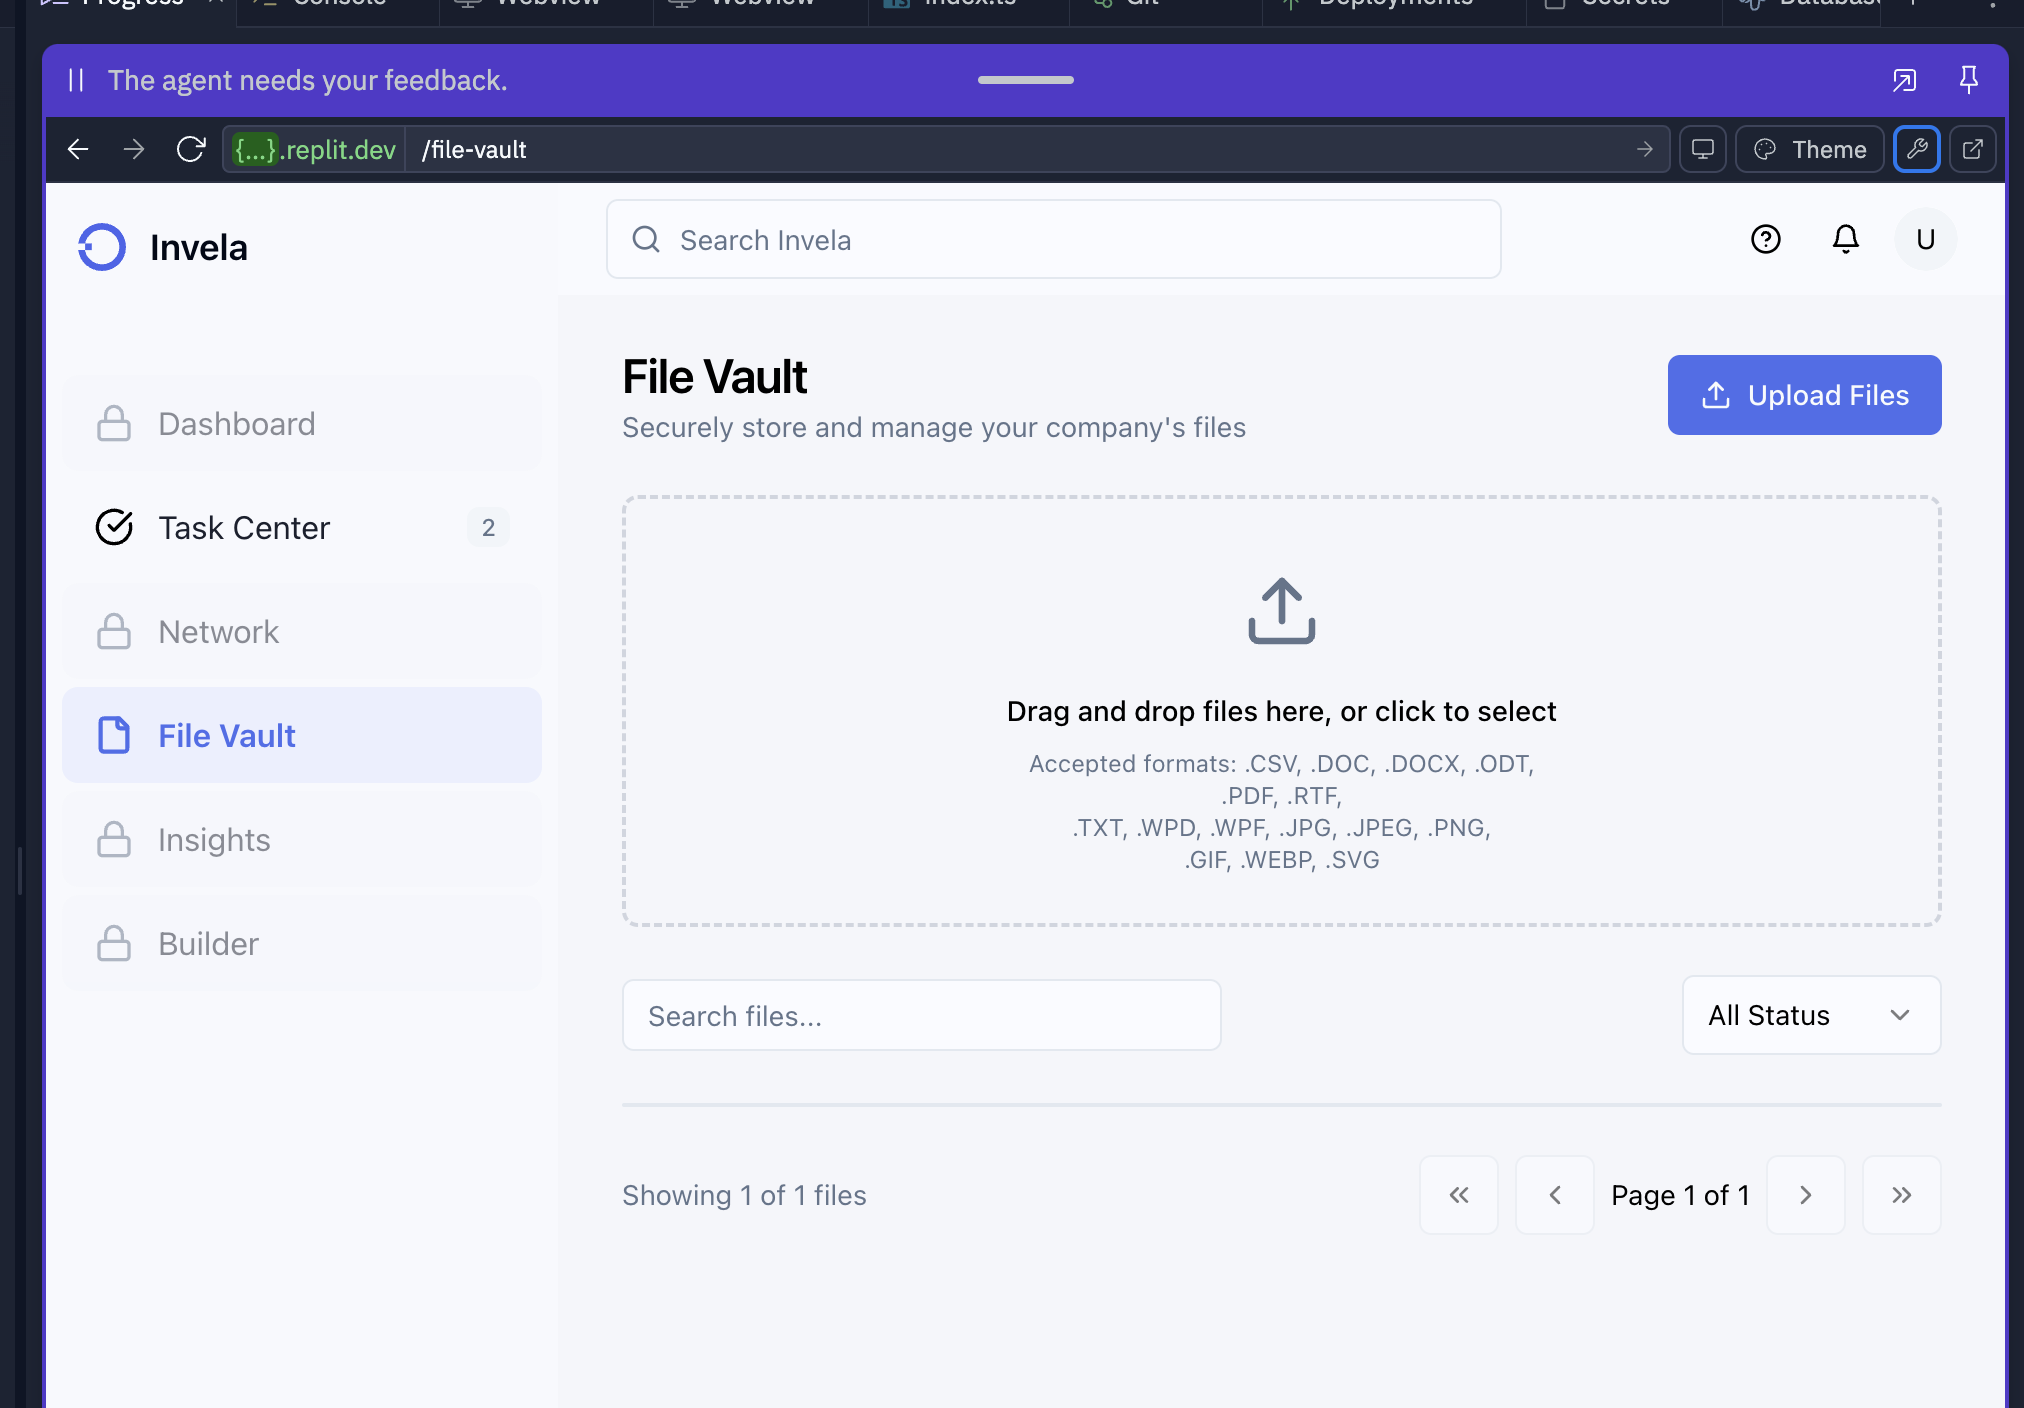 Progress
Console
Webview
Webview
index.ts
Git
Deployments
Secrets
The agent needs your feedback.
{...}.replit.dev /file-vault
Theme
Invela
Search Invela
U
Dashboard
Task Center 2
Network
File Vault
Insights
Builder
File Vault
Securely store and manage your company's files
Upload Files
Drag and drop files here, or click to select
Accepted formats: .CSV, .DOC, .DOCX, .ODT,
.PDF, .RTF,
.TXT, .WPD, .WPF, .JPG, .JPEG, .PNG,
.GIF, .WEBP, .SVG
Search files...
All Status
Showing 1 of 1 files
Page 1 of 1